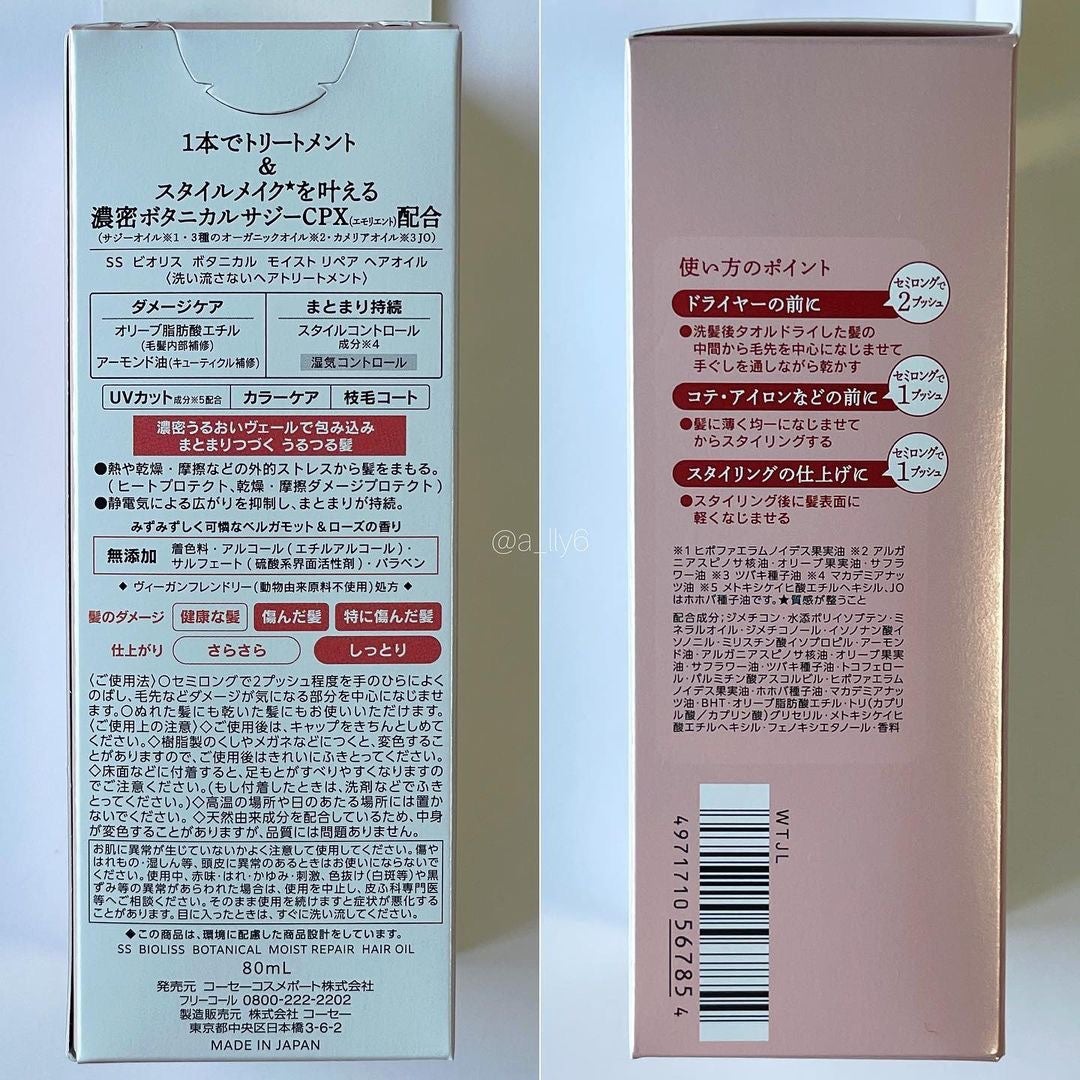 1本でトリートメント
&
スタイルメイク★を叶える
濃密ボタニカルサジーCPX(エモリエント)配合
(サジーオイル※1・3種のオーガニックオイル※2・カメリアオイル※3JO)
SS ビオリス ボタニカル モイスト リペア ヘアオイル
〈洗い流さないヘアトリートメント〉
ダメージケア
オリーブ脂肪酸エチル
(毛髪内部補修)
アーモンド油(キューティクル補修)
まとまり持続
スタイルコントロール
成分※4
湿気コントロール
UVカット成分※5配合 カラーケア 枝毛コート
濃密うるおいヴェールで包み込み
まとまりつづく うるつる髪
●熱や乾燥・摩擦などの外的ストレスから髪をまもる。
(ヒートプロテクト、乾燥・摩擦ダメージプロテクト)
●静電気による広がりを抑制し、まとまりが持続。
みずみずしく可憐なベルガモット&ローズの香り
無添加 着色料・アルコール(エチルアルコール)・
サルフェート(硫酸系界面活性剤)・パラベン
◆ ヴィーガンフレンドリー(動物由来原料不使用)処方 ◆
髪のダメージ 健康な髪 傷んだ髪 特に傷んだ髪
仕上がり さらさら しっとり
〈ご使用法〉○セミロングで2プッシュ程度を手のひらによく
のばし、毛先などダメージが気になる部分を中心になじませ
ます。○ぬれた髪にも乾いた髪にもお使いいただけます。
〈ご使用上の注意〉◇ご使用後は、キャップをきちんとしめて
ください。◇樹脂製のくしやメガネなどにつくと、変色するこ
とがありますので、ご使用後はきれいにふきとってください。
◇床面などに付着すると、足もとがすべりやすくなりますの
でご注意ください。(もし付着したときは、洗剤などでふき
とってください。)◇高温の場所や日のあたる場所には置か
ないでください。◇天然由来成分を配合しているため、中身
が変色することがありますが、品質には問題ありません。
お肌に異常が生じていないかよく注意して使用してください。傷や
はれもの・湿しん等、頭皮に異常のあるときはお使いにならないで
ください。使用中、赤味・はれ・かゆみ・刺激、色抜け(白斑等)や黒
ずみ等の異常があらわれた場合は、使用を中止し、皮ふ科専門医
等へご相談ください。そのまま使用を続けますと症状が悪化する
ことがあります。目に入ったときは、すぐに洗い流してください。
◆この商品は、環境に配慮した商品設計をしています。
SS BIOLISS BOTANICAL MOIST REPAIR HAIR OIL
80mL
発売元 コーセーコスメポート株式会社
フリーコール 0800-222-2202
製造販売元 株式会社 コーセー
東京都中央区日本橋3-6-2
MADE IN JAPAN
使い方のポイント
ドライヤーの前に
セミロングで
2プッシュ
●洗髪後タオルドライした髪の
中間から毛先を中心になじませて
手ぐしを通しながら乾かす
コテ・アイロンなどの前に
セミロングで
1プッシュ
●髪に薄く均一になじませて
からスタイリングする
スタイリングの仕上げに
セミロングで
1プッシュ
●スタイリング後に髪表面に
軽くなじませる
※1 ヒポファエラムノイデス果実油 ※2 アルガ
ニアスピノサ核油・オリーブ果実油・サフラ
ワー油 ※3 ツバキ種子油 ※4 マカデミアナッ
ツ油 ※5 メトキシケイヒ酸エチルヘキシル、JO
はホホバ種子油です。★質感が整うこと
配合成分;ジメチコン・水添ポリイソブテン・ミ
ネラルオイル・ジメチコノール・イソノナン酸イ
ソノニル・ミリスチン酸イソプロピル・アーモン
ド油・アルガニアスピノサ核油・オリーブ果実
油・サフラワー油・ツバキ種子油・トコフェロー
ル・パルミチン酸アスコルビル・ヒポファエラム
ノイデス果実油・ホホバ種子油・マカデミアナッ
ツ油・BHT・オリーブ脂肪酸エチル・トリ(カプリ
ル酸/カプリン酸)グリセリル・メトキシケイヒ
酸エチルヘキシル・フェノキシエタノール・香料
WTJL
4971710567854
@a_lly6